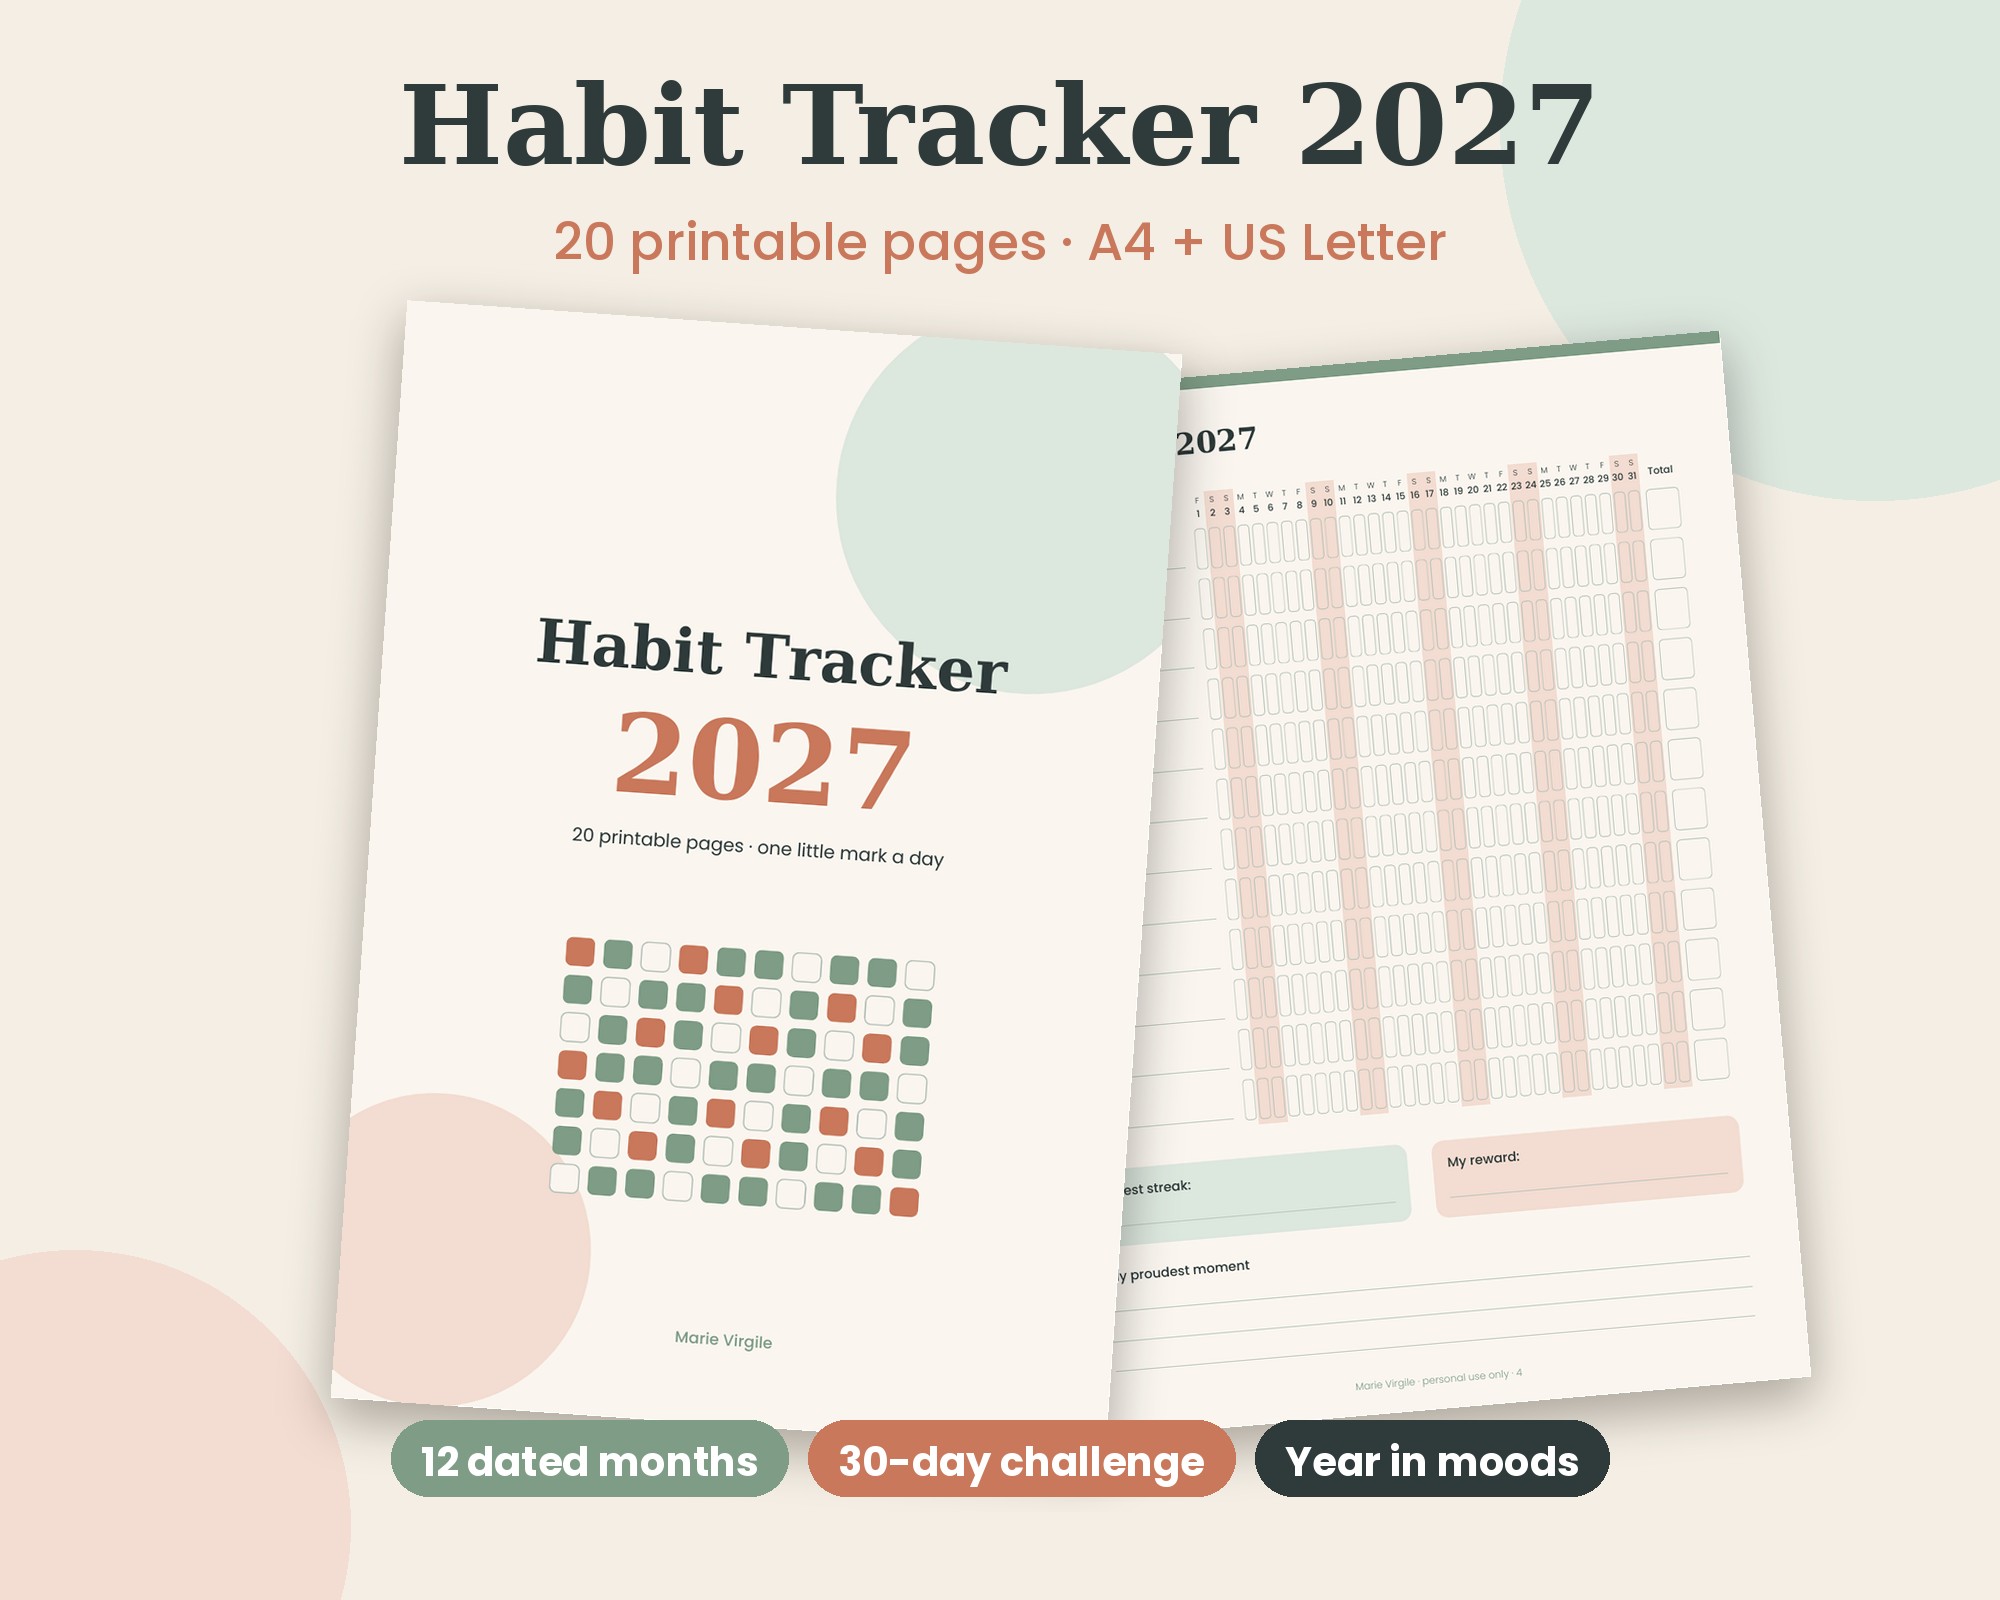 Habit Tracker 2027
20 printable pages · A4 + US Letter
Habit Tracker
2027
20 printable pages · one little mark a day
Marie Virgile
2027
F S S M T W T F S S M T W T F S S M T W T F S S M T W T F S S
1 2 3 4 5 6 7 8 9 10 11 12 13 14 15 16 17 18 19 20 21 22 23 24 25 26 27 28 29 30 31 Total
streak:
My reward:
proudest moment
Marie Virgile · personal use only · 4
12 dated months
30-day challenge
Year in moods